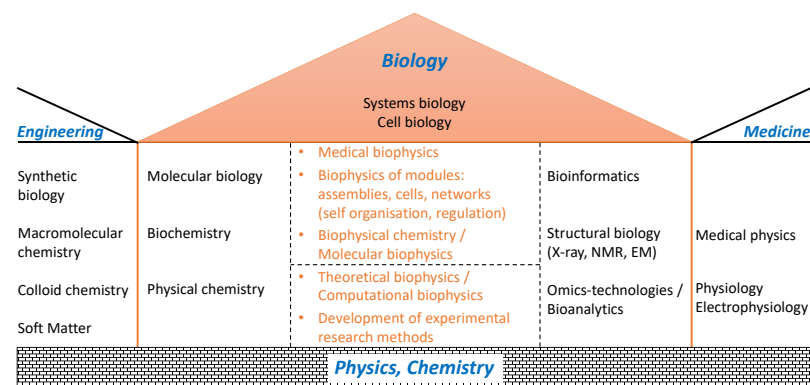 Biology
Systems biology
Cell biology
Engineering
Medicine
Synthetic
biology
Macromolecular
chemistry
Colloid chemistry
Soft Matter
Molecular biology
Biochemistry
Physical chemistry
• Medical biophysics
• Biophysics of modules:
assemblies, cells, networks
(self organisation, regulation)
• Biophysical chemistry /
Molecular biophysics
• Theoretical biophysics /
Computational biophysics
• Development of experimental
research methods
Bioinformatics
Structural biology
(X-ray, NMR, EM)
Omics-technologies /
Bioanalytics
Medical physics
Physiology
Electrophysiology
Physics, Chemistry